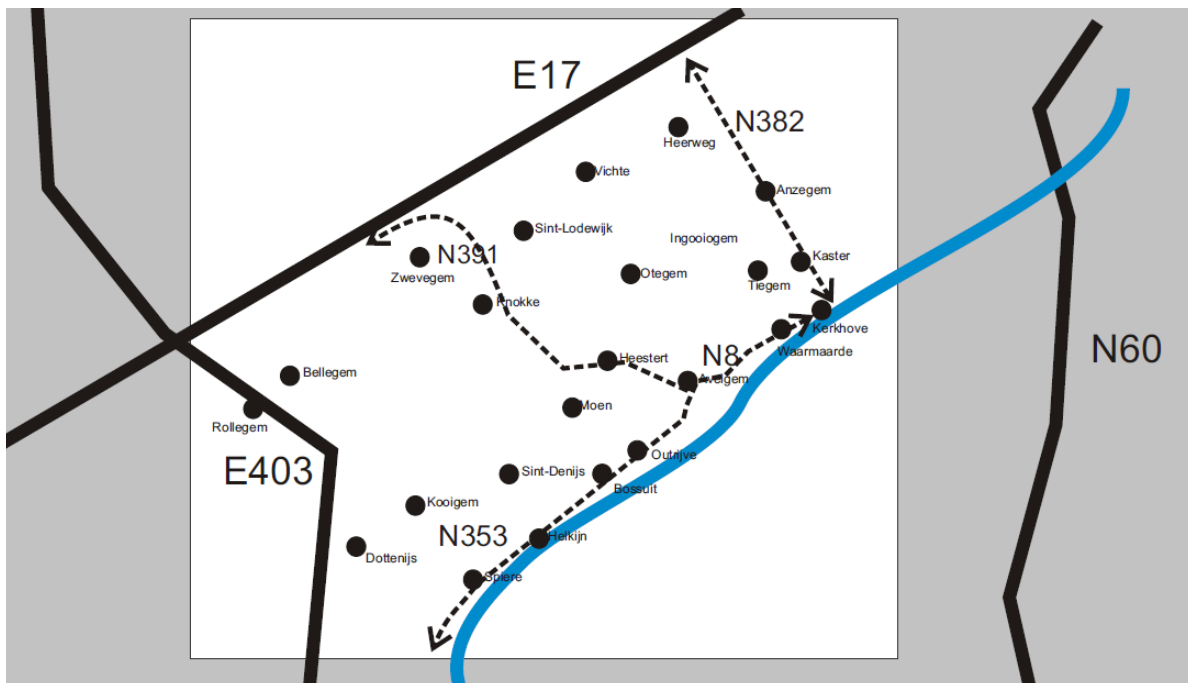 E17
N382
Heerweg
Vichte
Anzegem
Sint-Lodewijk
Ingooiogem
N391
Zwevegem
Kaster
Otegem
Tiegem
Knokke
Kerkhove
Waarmaarde
N60
N8
Heestert
Bellegem
Avelgem
Moen
Rollegem
Outrijve
E403
Sint-Denijs
Bossuit
Kooigem
N353
Helkijn
Dottenijs
Spiere